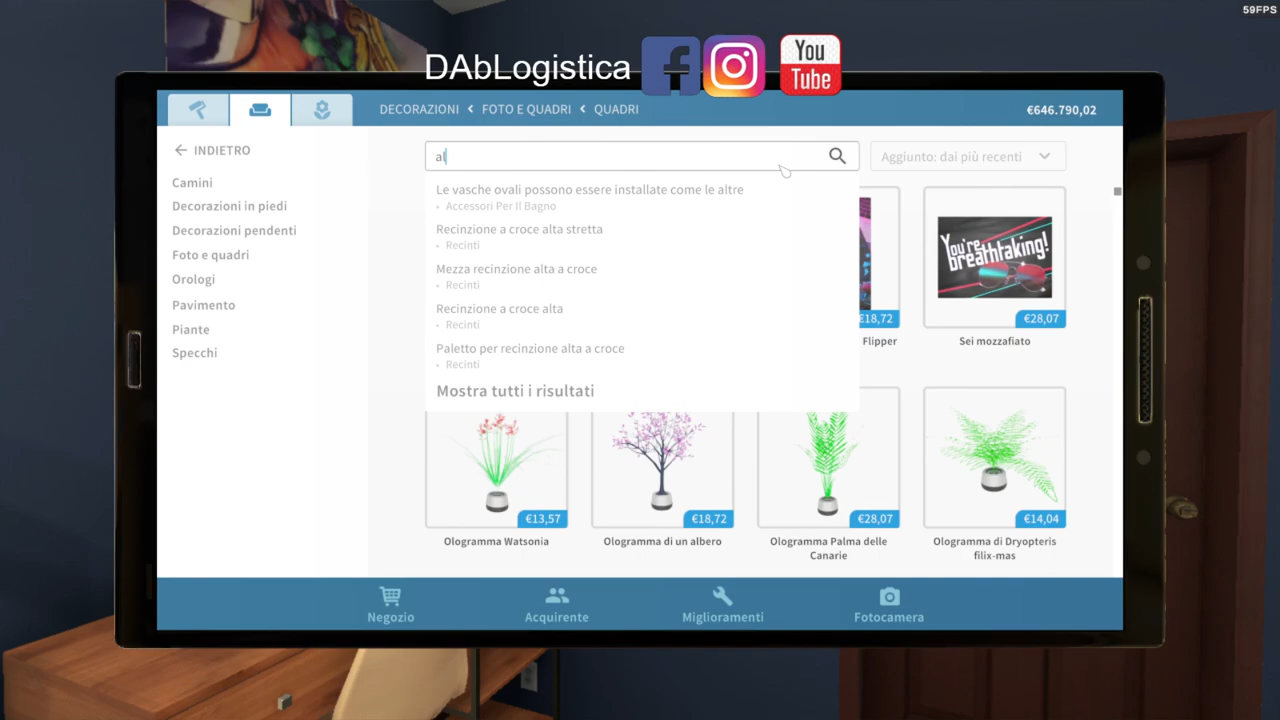 59FPS
DAbLogistica
You
Tube
DECORAZIONI < FOTO E QUADRI < QUADRI
€646.790,02
INDIETRO
Camini
Decorazioni in piedi
Decorazioni pendenti
Foto e quadri
Orologi
Pavimento
Piante
Specchi
al
Aggiunto: dai più recenti
Le vasche ovali possono essere installate come le altre
• Accessori Per Il Bagno
Recinzione a croce alta stretta
• Recinti
Mezza recinzione alta a croce
• Recinti
Recinzione a croce alta
• Recinti
Paletto per recinzione alta a croce
• Recinti
Mostra tutti i risultati
You're
breathtaking!
€18,72
€28,07
Flipper
Sei mozzafiato
€13,57
€18,72
€28,07
€14,04
Ologramma Watsonia
Ologramma di un albero
Ologramma Palma delle
Canarie
Ologramma di Dryopteris
filix-mas
Negozio
Acquirente
Miglioramenti
Fotocamera